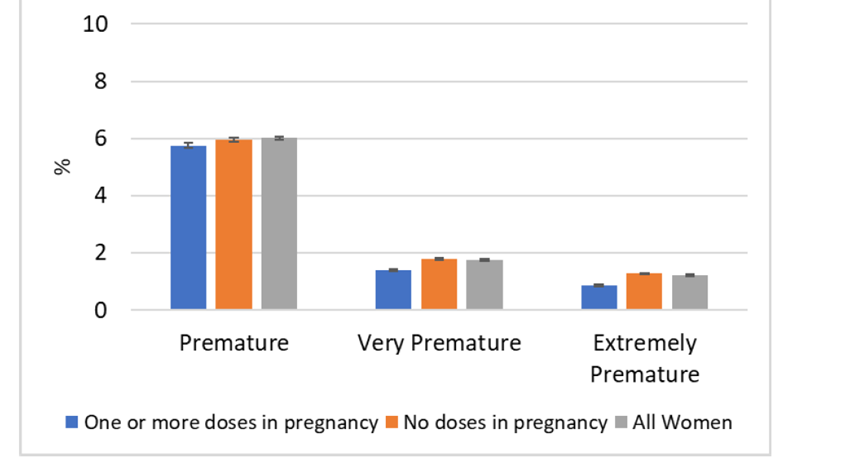 10
8
6
4
2
0
%
Premature
Very Premature
Extremely
Premature
One or more doses in pregnancy No doses in pregnancy All Women